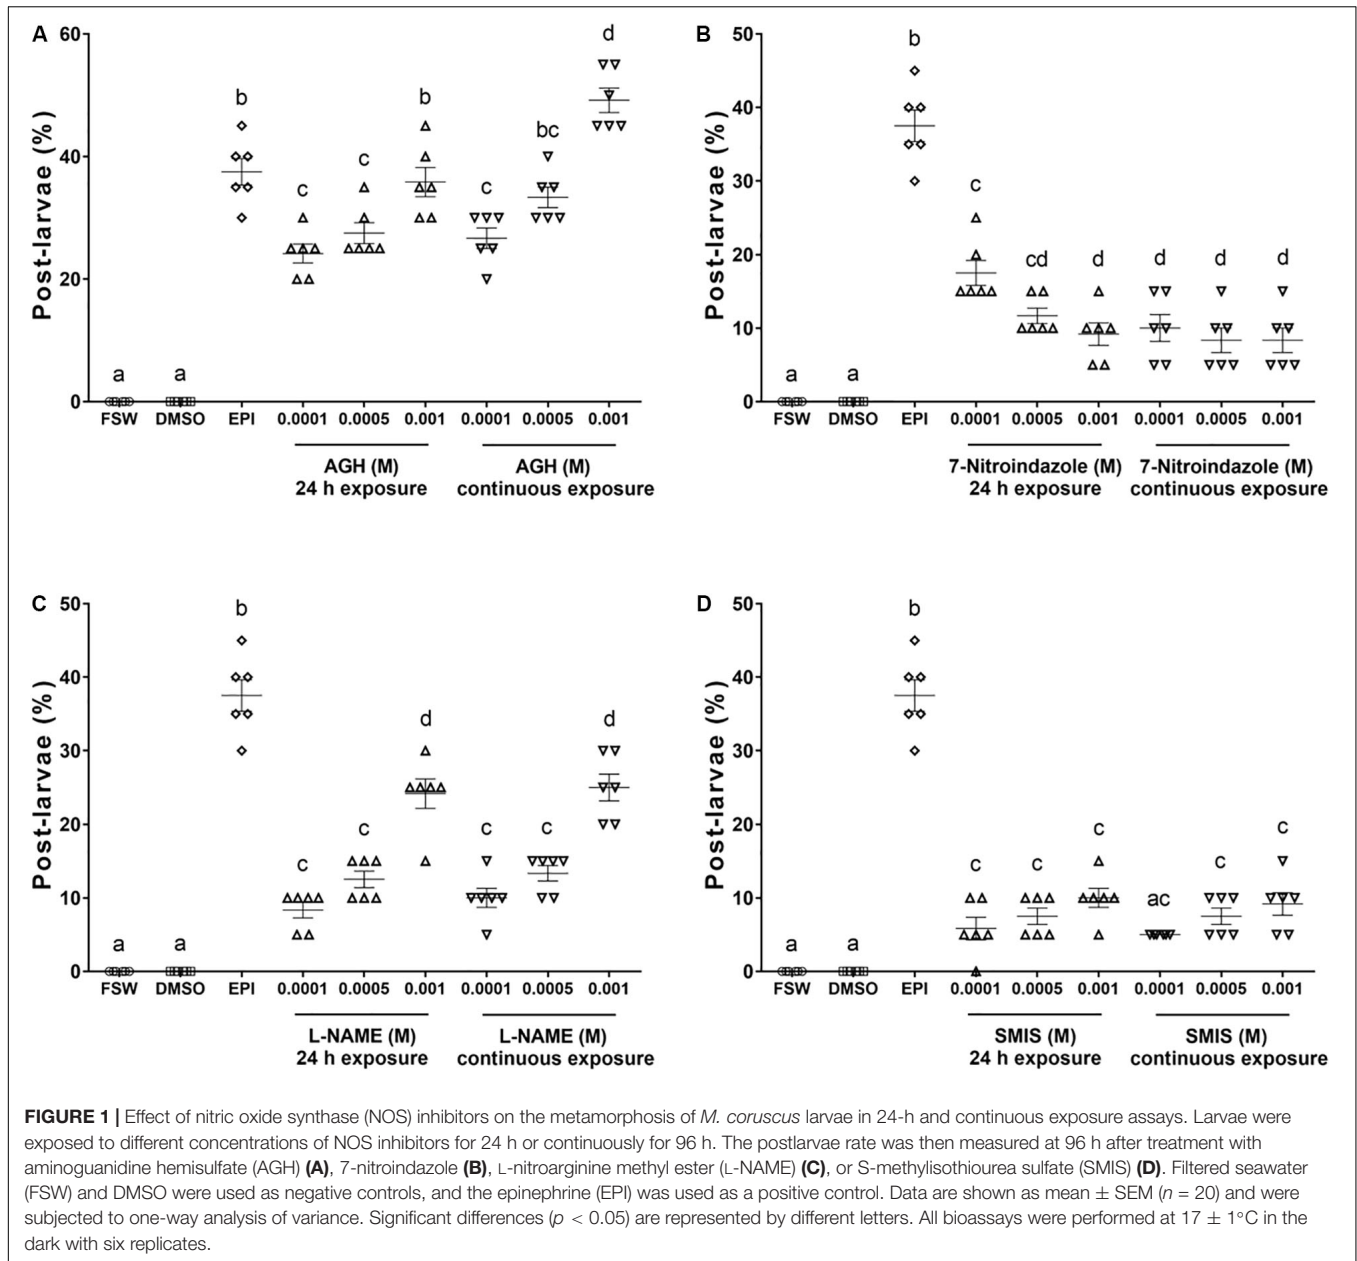 A
60
40
20
0
Post-larvae (%)
a
a
b
c
c
b
c
bc
d
FSW DMSO EPI 0.0001 0.0005 0.001 0.0001 0.0005 0.001
AGH (M)
24 h exposure
AGH (M)
continuous exposure
B
50
40
30
20
10
0
Post-larvae (%)
a
a
b
c
cd
d
d
d
d
FSW DMSO EPI 0.0001 0.0005 0.001 0.0001 0.0005 0.001
7-Nitroindazole (M)
24 h exposure
7-Nitroindazole (M)
continuous exposure
C
50
40
30
20
10
0
Post-larvae (%)
a
a
b
c
c
d
c
c
d
FSW DMSO EPI 0.0001 0.0005 0.001 0.0001 0.0005 0.001
L-NAME (M)
24 h exposure
L-NAME (M)
continuous exposure
D
50
40
30
20
10
0
Post-larvae (%)
a
a
b
c
c
c
ac
c
c
FSW DMSO EPI 0.0001 0.0005 0.001 0.0001 0.0005 0.001
SMIS (M)
24 h exposure
SMIS (M)
continuous exposure
FIGURE 1 | Effect of nitric oxide synthase (NOS) inhibitors on the metamorphosis of M. coruscus larvae in 24-h and continuous exposure assays. Larvae were
exposed to different concentrations of NOS inhibitors for 24 h or continuously for 96 h. The postlarvae rate was then measured at 96 h after treatment with
aminoguanidine hemisulfate (AGH) (A), 7-nitroindazole (B), L-nitroarginine methyl ester (L-NAME) (C), or S-methylisothiourea sulfate (SMIS) (D). Filtered seawater
(FSW) and DMSO were used as negative controls, and the epinephrine (EPI) was used as a positive control. Data are shown as mean ± SEM (n = 20) and were
subjected to one-way analysis of variance. Significant differences (p < 0.05) are represented by different letters. All bioassays were performed at 17 ± 1°C in the
dark with six replicates.